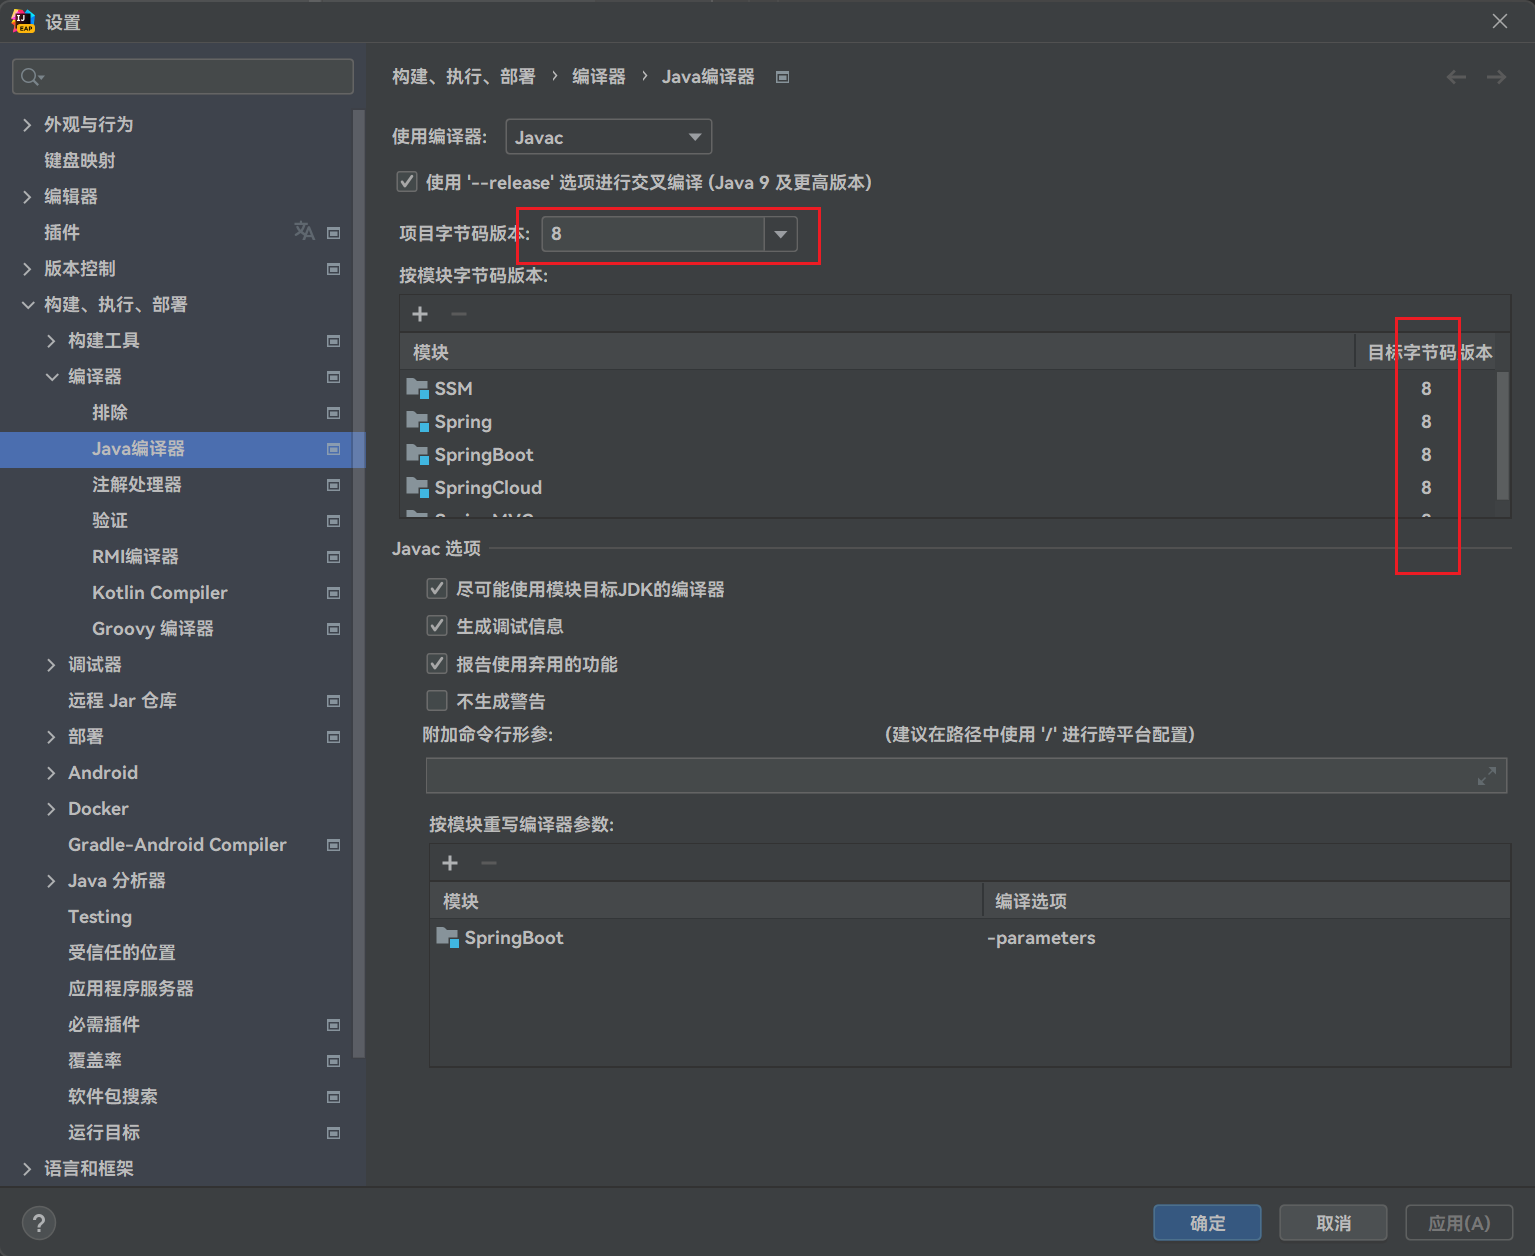 设置
外观与行为
键盘映射
编辑器
插件
版本控制
构建、执行、部署
构建工具
编译器
排除
Java编译器
注解处理器
验证
RMI编译器
Kotlin Compiler
Groovy 编译器
调试器
远程 Jar 仓库
部署
Android
Docker
Gradle-Android Compiler
Java 分析器
Testing
受信任的位置
应用程序服务器
必需插件
覆盖率
软件包搜索
运行目标
语言和框架
构建、执行、部署 › 编译器 › Java编译器
使用编译器: Javac
使用 '--release' 选项进行交叉编译 (Java 9 及更高版本)
项目字节码版本: 8
按模块字节码版本:
模块 目标字节码版本
SSM 8
Spring 8
SpringBoot 8
SpringCloud 8
Javac 选项
尽可能使用模块目标JDK的编译器
生成调试信息
报告使用弃用的功能
不生成警告
附加命令行形参: (建议在路径中使用 '/' 进行跨平台配置)
按模块重写编译器参数:
模块 编译选项
SpringBoot -parameters
? 确定 取消 应用(A)